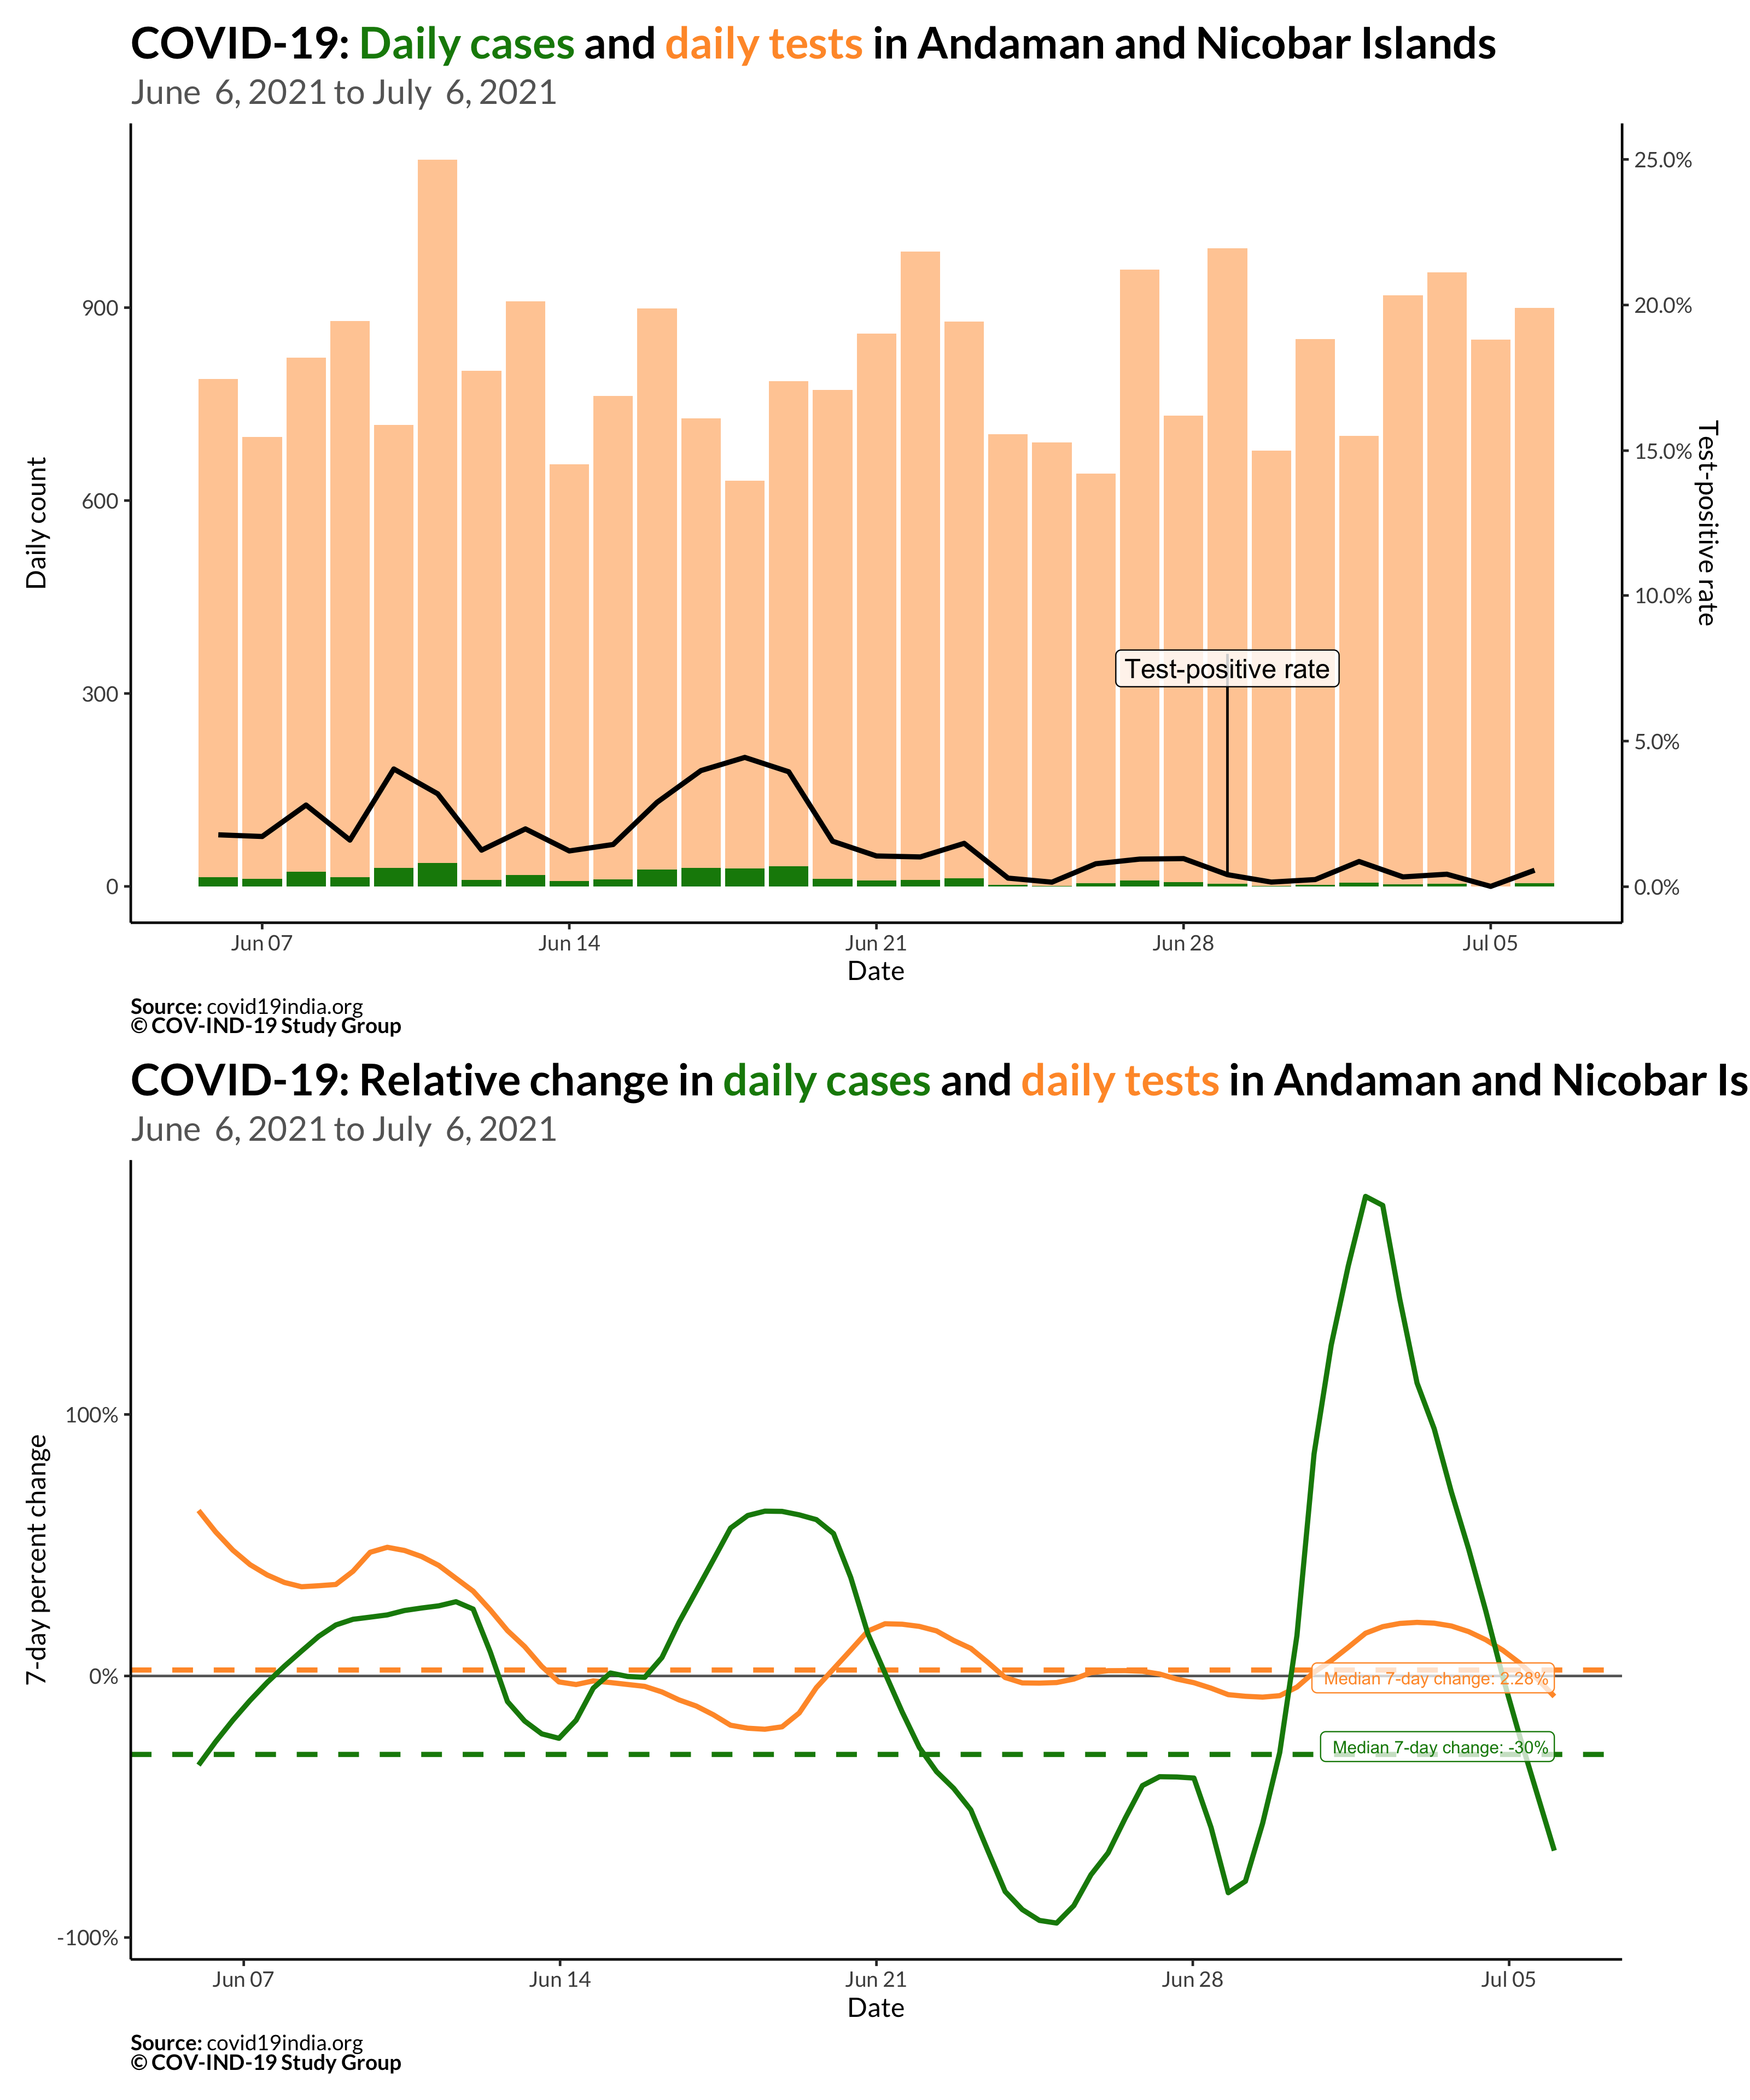 COVID-19: Daily cases and daily tests in Andaman and Nicobar Islands
June  6, 2021 to July  6, 2021
25.0%
20.0%
15.0%
10.0%
5.0%
0.0%
Test-positive rate
900
600
300
0
Daily count
Test-positive rate
Jun 07
Jun 14
Jun 21
Jun 28
Jul 05
Date
Source: covid19india.org
© COV-IND-19 Study Group
COVID-19: Relative change in daily cases and daily tests in Andaman and Nicobar Is
June  6, 2021 to July  6, 2021
100%
0%
-100%
7-day percent change
Median 7-day change: 2.28%
Median 7-day change: -30%
Jun 07
Jun 14
Jun 21
Jun 28
Jul 05
Date
Source: covid19india.org
© COV-IND-19 Study Group